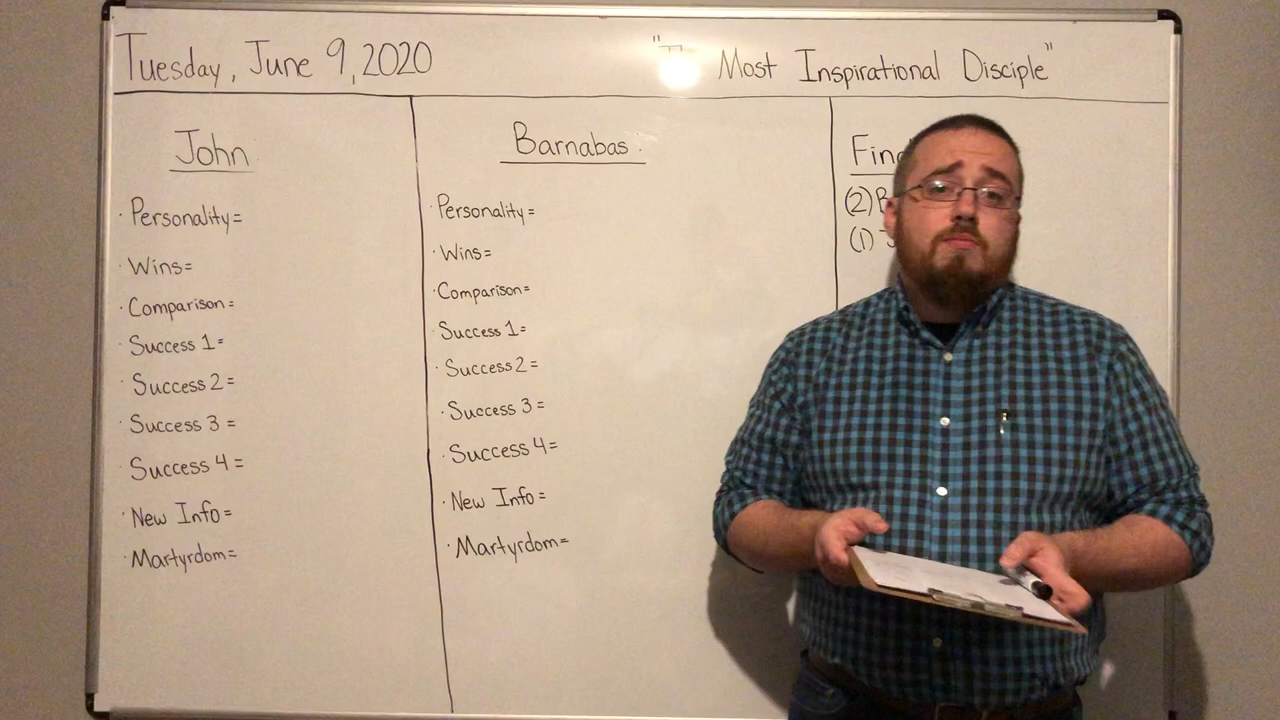 Tuesday, June 9, 2020
" Most Inspirational Disciple"
John
· Personality=
· Wins=
· Comparison=
· Success 1=
· Success 2=
· Success 3=
· Success 4=
· New Info=
· Martyrdom=
Barnabas
· Personality=
· Wins=
· Comparison=
· Success 1=
· Success 2=
· Success 3=
· Success 4=
· New Info=
· Martyrdom=
(2)
(1)